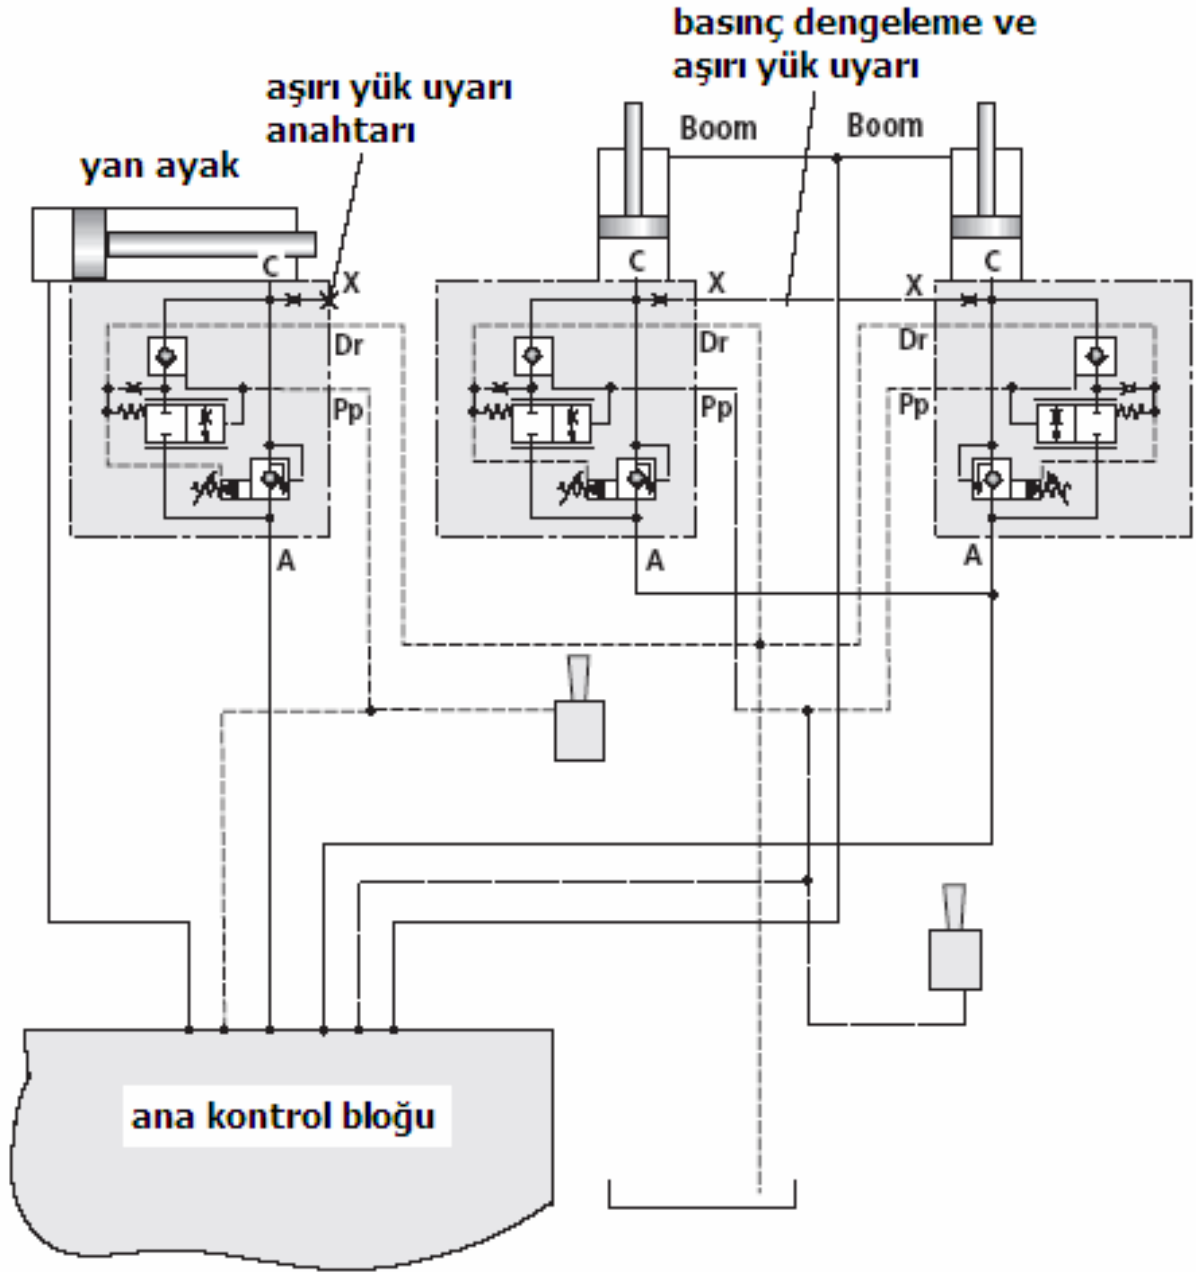 basınç dengeleme ve
aşırı yük uyarı
aşırı yük uyarı
anahtarı
yan ayak
Boom
Boom
C
X
Dr
Pp
A
C
X
Dr
Pp
A
C
X
Dr
Pp
A
ana kontrol bloğu